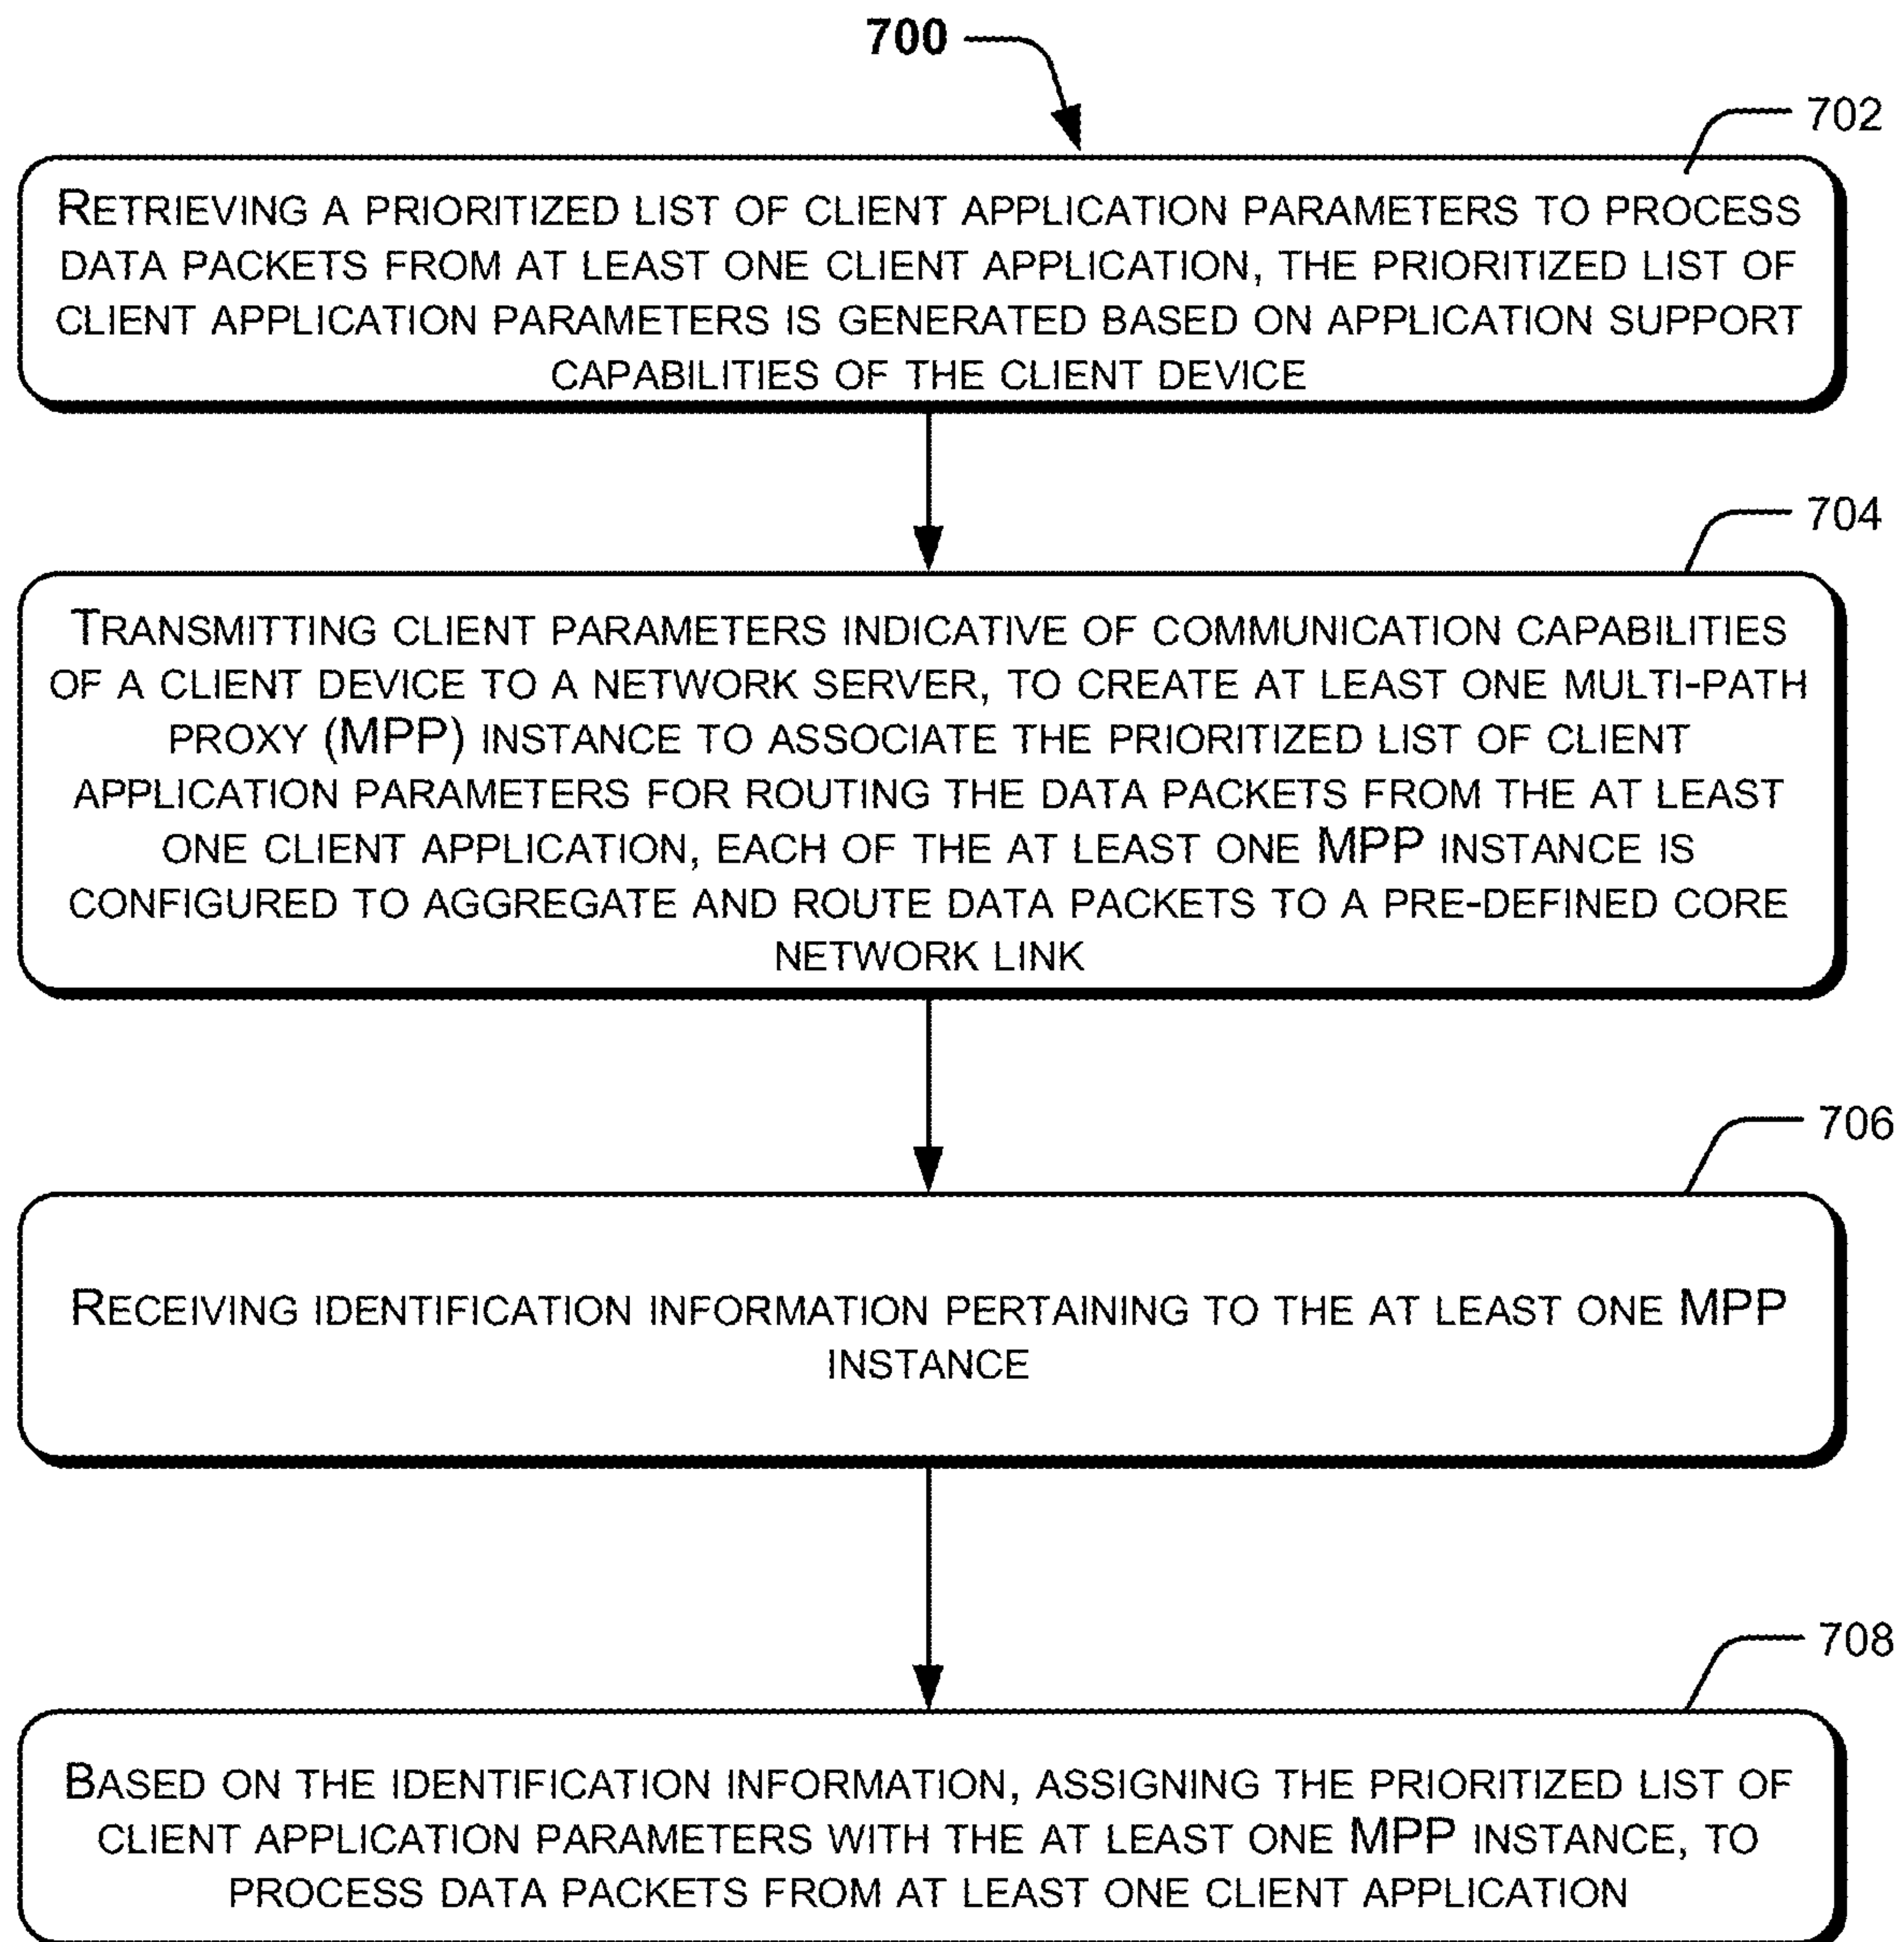 700
702
RETRIEVING A PRIORITIZED LIST OF CLIENT APPLICATION PARAMETERS TO PROCESS
DATA PACKETS FROM AT LEAST ONE CLIENT APPLICATION, THE PRIORITIZED LIST OF
CLIENT APPLICATION PARAMETERS IS GENERATED BASED ON APPLICATION SUPPORT
CAPABILITIES OF THE CLIENT DEVICE
704
TRANSMITTING CLIENT PARAMETERS INDICATIVE OF COMMUNICATION CAPABILITIES
OF A CLIENT DEVICE TO A NETWORK SERVER, TO CREATE AT LEAST ONE MULTI-PATH
PROXY (MPP) INSTANCE TO ASSOCIATE THE PRIORITIZED LIST OF CLIENT
APPLICATION PARAMETERS FOR ROUTING THE DATA PACKETS FROM THE AT LEAST
ONE CLIENT APPLICATION, EACH OF THE AT LEAST ONE MPP INSTANCE IS
CONFIGURED TO AGGREGATE AND ROUTE DATA PACKETS TO A PRE-DEFINED CORE
NETWORK LINK
706
RECEIVING IDENTIFICATION INFORMATION PERTAINING TO THE AT LEAST ONE MPP
INSTANCE
708
BASED ON THE IDENTIFICATION INFORMATION, ASSIGNING THE PRIORITIZED LIST OF
CLIENT APPLICATION PARAMETERS WITH THE AT LEAST ONE MPP INSTANCE, TO
PROCESS DATA PACKETS FROM AT LEAST ONE CLIENT APPLICATION